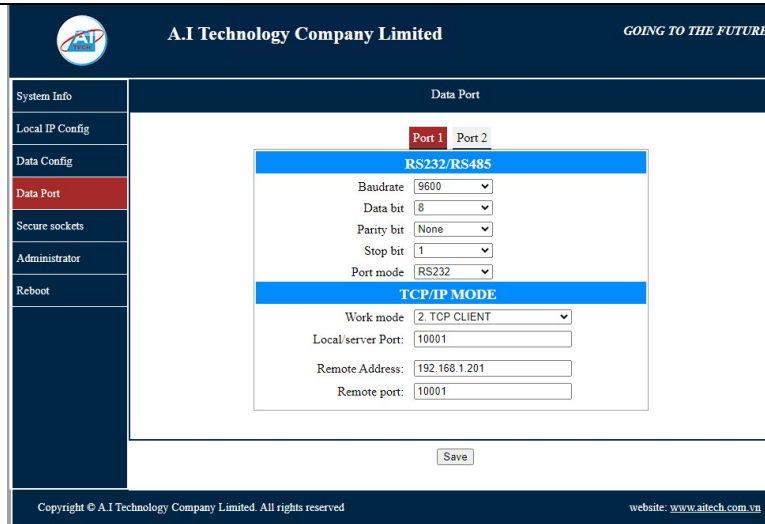 AI
TECH
A.I Technology Company Limited
GOING TO THE FUTURE
System Info
Local IP Config
Data Config
Data Port
Secure sockets
Administrator
Reboot
Data Port
Port 1 Port 2
RS232/RS485
Baudrate 9600
Data bit 8
Parity bit None
Stop bit 1
Port mode RS232
TCP/IP MODE
Work mode 2. TCP CLIENT
Local/server Port: 10001
Remote Address: 192.168.1.201
Remote port: 10001
Save
Copyright © A.I Technology Company Limited. All rights reserved
website: www.aitech.com.vn